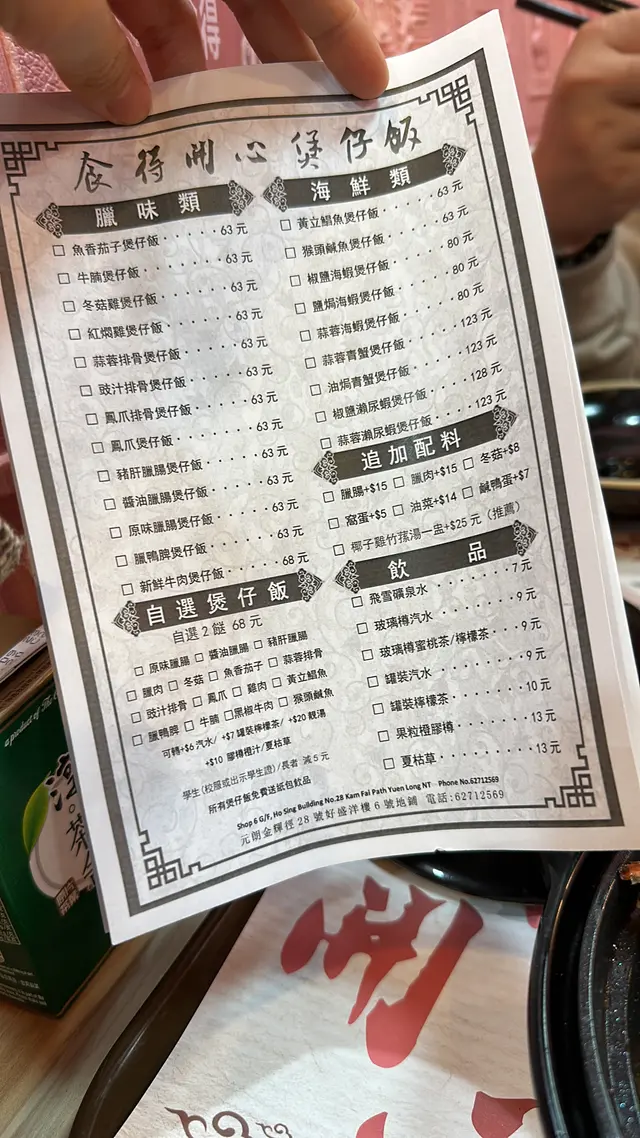 食得開心煲仔飯
臘味類
魚香茄子煲仔飯 63元
牛腩煲仔飯 63元
冬菇雞煲仔飯 63元
紅燜雞煲仔飯 63元
蒜蓉排骨煲仔飯 63元
豉汁排骨煲仔飯 63元
鳳爪排骨煲仔飯 63元
鳳爪煲仔飯 63元
豬肝臘腸煲仔飯 63元
醬油臘腸煲仔飯 63元
原味臘腸煲仔飯 63元
臘鴨脾煲仔飯 63元
新鮮牛肉煲仔飯 68元
自選煲仔飯
自選2餸 68元
原味臘腸 醬油臘腸 豬肝臘腸
臘肉 冬菇 魚香茄子 蒜蓉排骨
豉汁排骨 鳳爪 雞肉 黃立鯧魚
臘鴨脾 牛腩 黑椒牛肉 猴頭鹹魚
可轉+$6汽水/ +$7罐裝檸檬茶/ +$20靚湯
+$10 膠樽橙汁/夏枯草
學生(校服或出示學生證)/長者 減5元
所有煲仔飯免費送紙包飲品
海鮮類
黃立鯧魚煲仔飯 63元
猴頭鹹魚煲仔飯 63元
椒鹽海蝦煲仔飯 80元
鹽焗海蝦煲仔飯 80元
蒜蓉海蝦煲仔飯 80元
蒜蓉青蟹煲仔飯 123元
油焗青蟹煲仔飯 123元
椒鹽瀨尿蝦煲仔飯 128元
蒜蓉瀨尿蝦煲仔飯 123元
追加配料
臘腸+$15 臘肉+$15 冬菇+$8
窩蛋+$5 油菜+$14 鹹鴨蛋+$7
椰子雞竹蓀湯一盅+$25元（推薦）
飲品
飛雪礦泉水 7元
玻璃樽汽水 9元
玻璃樽蜜桃茶/檸檬茶 9元
罐裝汽水 9元
罐裝檸檬茶 10元
果粒橙膠樽 13元
夏枯草 13元
Shop 6 G/F, Ho Sing Building No.28 Kam Fai Path Yuen Long NT Phone No.62712569
元朗金輝徑28號好盛洋樓6號地鋪 電話:62712569